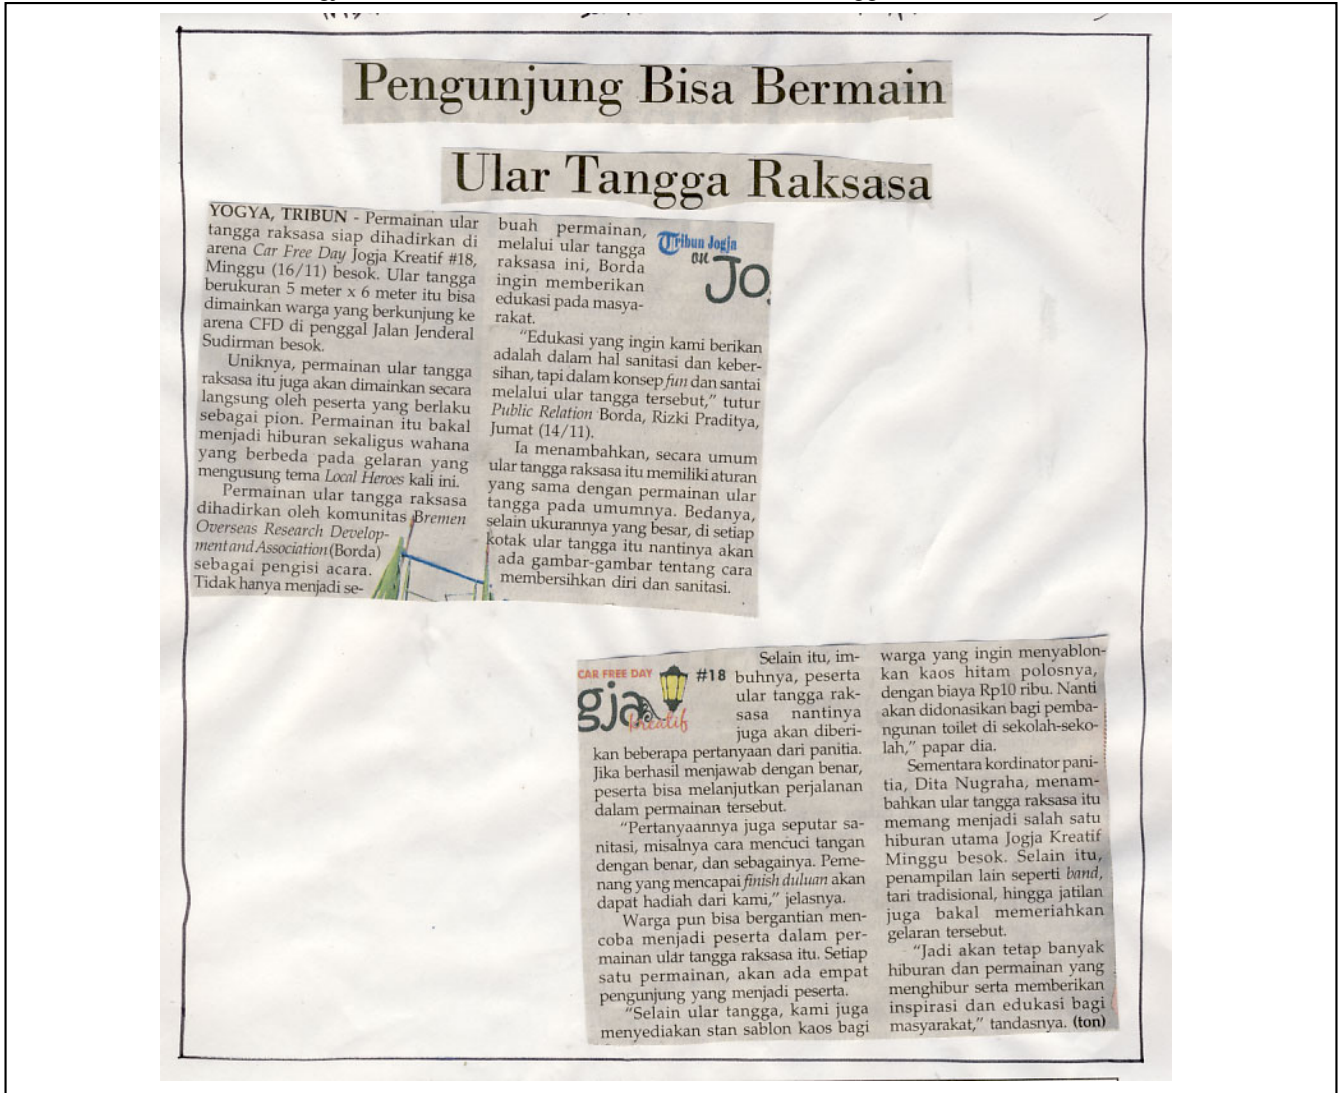 Pengunjung Bisa Bermain
Ular Tangga Raksasa
YOGYA, TRIBUN - Permainan ular
tangga raksasa siap dihadirkan di
arena Car Free Day Jogja Kreatif #18,
Minggu (16/11) besok. Ular tangga
berukuran 5 meter x 6 meter itu bisa
dimainkan warga yang berkunjung ke
arena CFD di penggal Jalan Jenderal
Sudirman besok.
Uniknya, permainan ular tangga
raksasa itu juga akan dimainkan secara
langsung oleh peserta yang berlaku
sebagai pion. Permainan itu bakal
menjadi hiburan sekaligus wahana
yang berbeda pada gelaran yang
mengusung tema Local Heroes kali ini.
Permainan ular tangga raksasa
dihadirkan oleh komunitas Bremen
Overseas Research Develop-
ment and Association (Borda)
sebagai pengisi acara.
Tidak hanya menjadi se-
buah permainan,
melalui ular tangga
raksasa ini, Borda
ingin memberikan
edukasi pada masya-
rakat.
Tribun Jogja
on
JO
"Edukasi yang ingin kami berikan
adalah dalam hal sanitasi dan keber-
sihan, tapi dalam konsep fun dan santai
melalui ular tangga tersebut," tutur
Public Relation Borda, Rizki Praditya,
Jumat (14/11).
Ia menambahkan, secara umum
ular tangga raksasa itu memiliki aturan
yang sama dengan permainan ular
tangga pada umumnya. Bedanya,
selain ukurannya yang besar, di setiap
kotak ular tangga itu nantinya akan
ada gambar-gambar tentang cara
membersihkan diri dan sanitasi.
CAR FREE DAY #18
gja
kreatif
Selain itu, im-
buhnya, peserta
ular tangga rak-
sasa nantinya
juga akan diberi-
kan beberapa pertanyaan dari panitia.
Jika berhasil menjawab dengan benar,
peserta bisa melanjutkan perjalanan
dalam permainan tersebut.
"Pertanyaannya juga seputar sa-
nitasi, misalnya cara mencuci tangan
dengan benar, dan sebagainya. Peme-
nang yang mencapai finish duluan akan
dapat hadiah dari kami," jelasnya.
Warga pun bisa bergantian men-
coba menjadi peserta dalam per-
mainan ular tangga raksasa itu. Setiap
satu permainan, akan ada empat
pengunjung yang menjadi peserta.
"Selain ular tangga, kami juga
menyediakan stan sablon kaos bagi
warga yang ingin menyablon-
kan kaos hitam polosnya,
dengan biaya Rp10 ribu. Nanti
akan didonasikan bagi pemba-
ngunan toilet di sekolah-seko-
lah," papar dia.
Sementara kordinator pani-
tia, Dita Nugraha, menam-
bahkan ular tangga raksasa itu
memang menjadi salah satu
hiburan utama Jogja Kreatif
Minggu besok. Selain itu,
penampilan lain seperti band,
tari tradisional, hingga jatilan
juga bakal memeriahkan
gelaran tersebut.
"Jadi akan tetap banyak
hiburan dan permainan yang
menghibur serta memberikan
inspirasi dan edukasi bagi
masyarakat," tandasnya. (ton)